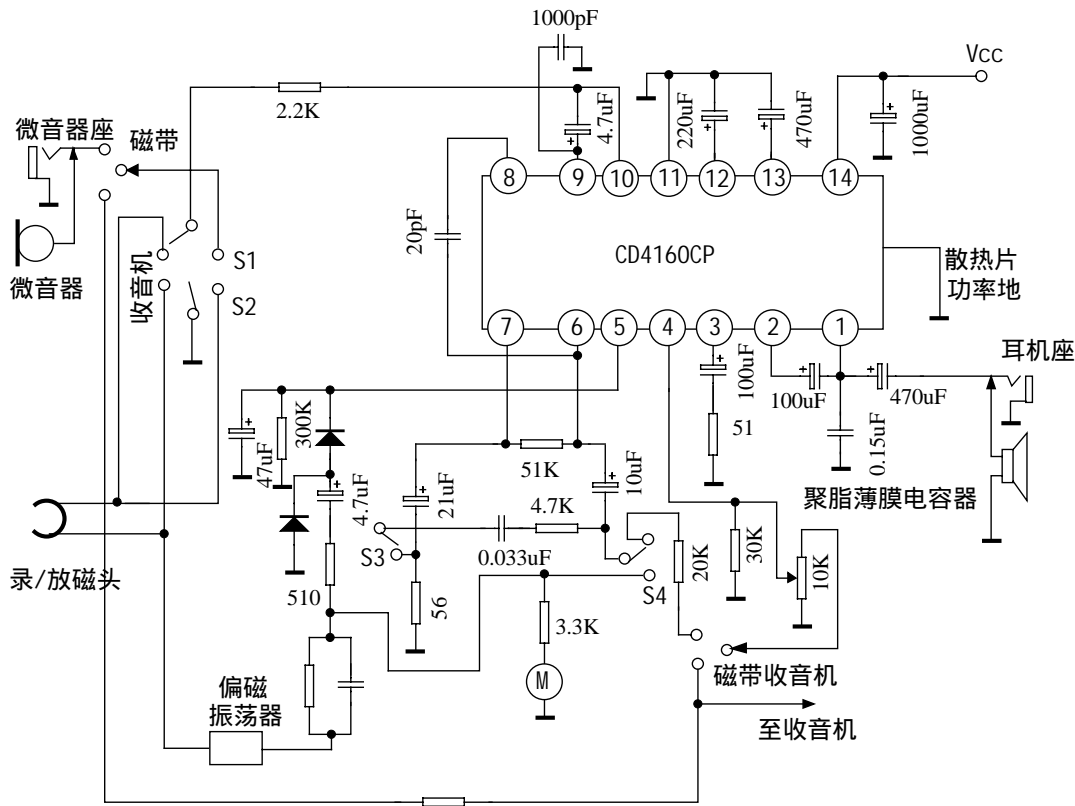 1000pF
Vcc
2.2K
4.7uF
220uF
470uF
1000uF
微音器座
磁带
8
9
10
11
12
13
14
20pF
CD4160CP
微音器
收音机
S1
S2
散热片
功率地
7
6
5
4
3
2
1
耳机座
300K
47uF
4.7uF
21uF
51K
10uF
100uF
51
100uF
470uF
0.15uF
聚脂薄膜电容器
4.7K
S3
0.033uF
20K
30K
10K
S4
录/放磁头
510
56
3.3K
M
磁带收音机
偏磁
振荡器
至收音机